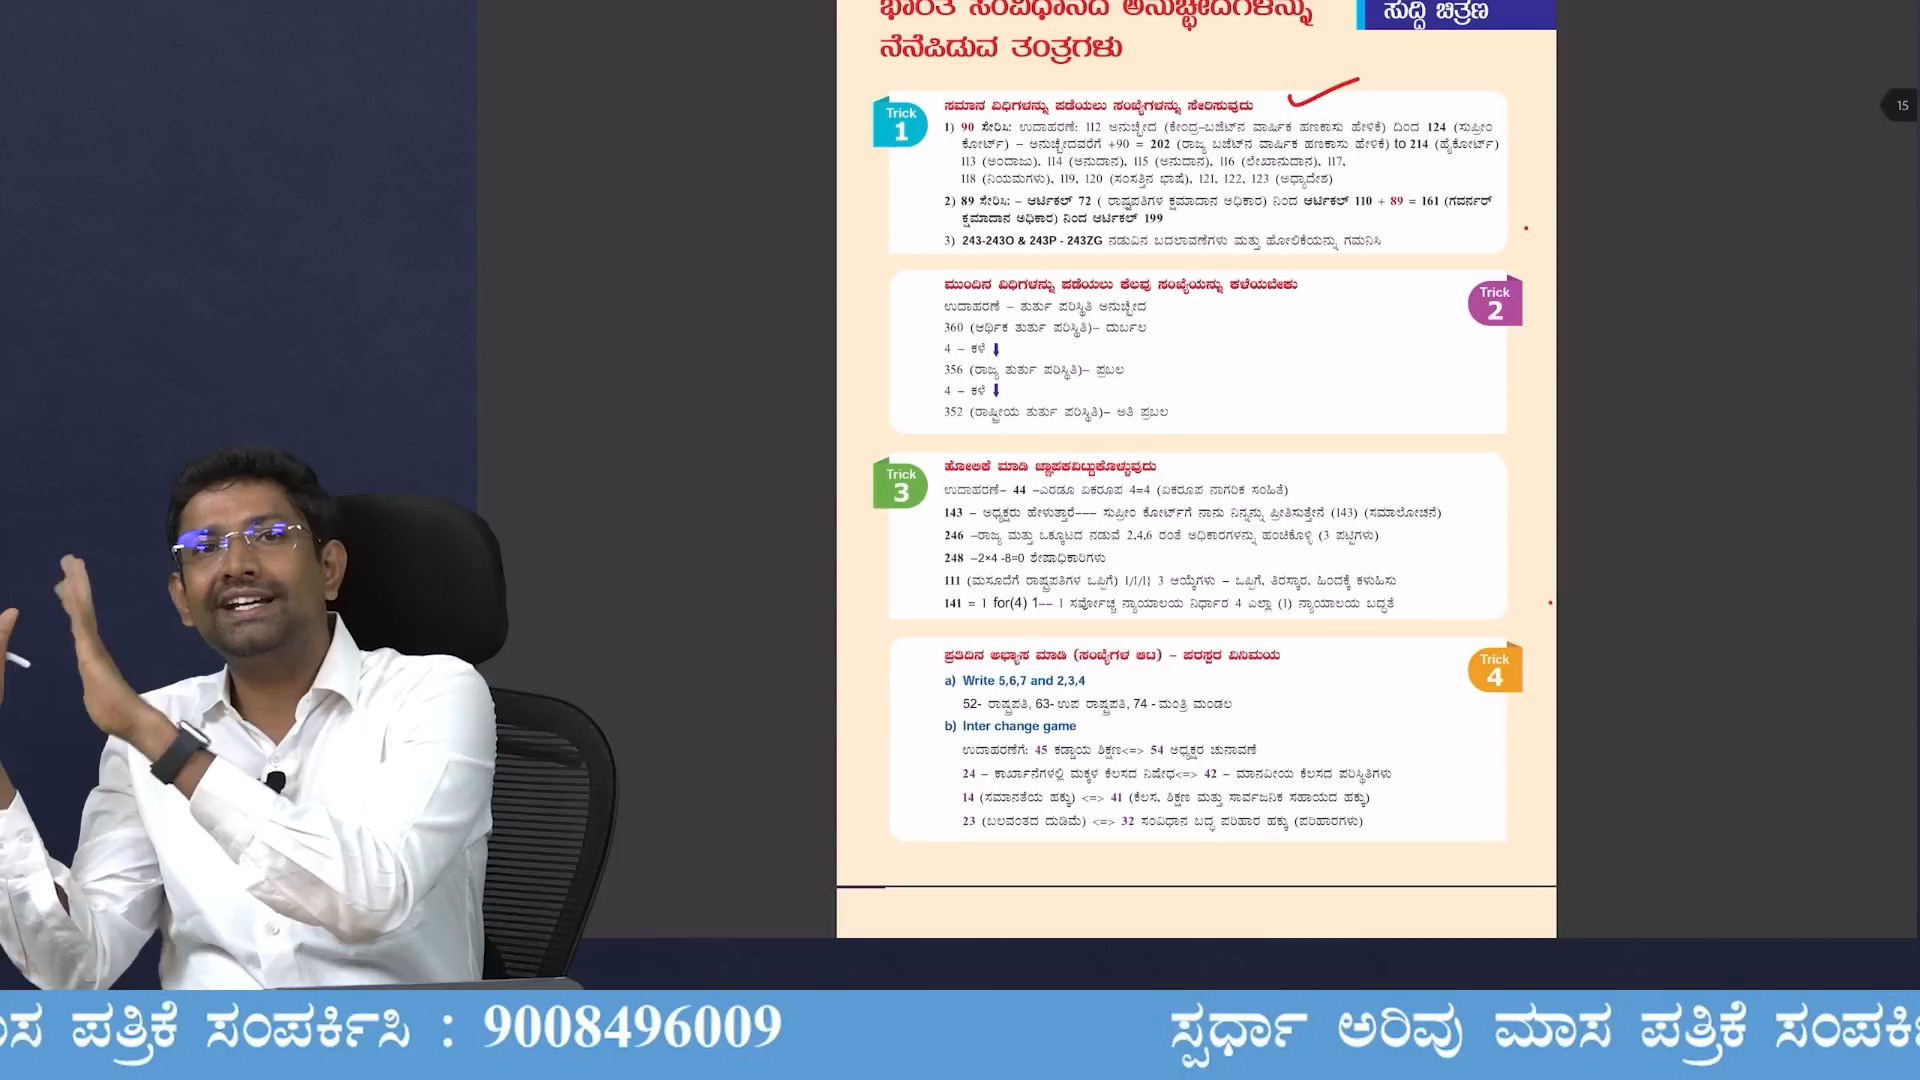 ಭಾರತ ಸಂವಿಧಾನದ ಅನುಚ್ಛೇದಗಳನ್ನು
ನೆನೆಪಿಡುವ ತಂತ್ರಗಳು
ಸುದ್ದಿ ಚಿತ್ರಣ
15
Trick
1
ಸಮಾನ ವಿಧಿಗಳನ್ನು ಪಡೆಯಲು ಸಂಖ್ಯೆಗಳನ್ನು ಸೇರಿಸುವುದು
1) 90 ಸೇರಿಸಿ: ಉದಾಹರಣೆ: 112 ಅನುಚ್ಛೇದ (ಕೇಂದ್ರ-ಬಜೆಟ್‌ನ ವಾರ್ಷಿಕ ಹಣಕಾಸು ಹೇಳಿಕೆ) ದಿಂದ 124 (ಸುಪ್ರೀಂ
ಕೋರ್ಟ್) – ಅನುಚ್ಛೇದವರೆಗೆ +90 = 202 (ರಾಜ್ಯ ಬಜೆಟ್‌ನ ವಾರ್ಷಿಕ ಹಣಕಾಸು ಹೇಳಿಕೆ) to 214 (ಹೈಕೋರ್ಟ್)
113 (ಅಂದಾಜು), 114 (ಅನುದಾನ), 115 (ಅನುದಾನ), 116 (ಲೇಖಾನುದಾನ), 117,
118 (ನಿಯಮಗಳು), 119, 120 (ಸಂಸತ್ತಿನ ಭಾಷೆ), 121, 122, 123 (ಅಧ್ಯಾದೇಶ)
2) 89 ಸೇರಿಸಿ: – ಆರ್ಟಿಕಲ್ 72 ( ರಾಷ್ಟ್ರಪತಿಗಳ ಕ್ಷಮಾದಾನ ಅಧಿಕಾರ) ನಿಂದ ಆರ್ಟಿಕಲ್ 110 + 89 = 161 (ಗವರ್ನರ್
ಕ್ಷಮಾದಾನ ಅಧಿಕಾರ) ನಿಂದ ಆರ್ಟಿಕಲ್ 199
3) 243-243O & 243P - 243ZG ನಡುವಿನ ಬದಲಾವಣೆಗಳು ಮತ್ತು ಹೋಲಿಕೆಯನ್ನು ಗಮನಿಸಿ
Trick
2
ಮುಂದಿನ ವಿಧಿಗಳನ್ನು ಪಡೆಯಲು ಕೆಲವು ಸಂಖ್ಯೆಯನ್ನು ಕಳೆಯಬೇಕು
ಉದಾಹರಣೆ – ತುರ್ತು ಪರಿಸ್ಥಿತಿ ಅನುಚ್ಛೇದ
360 (ಆರ್ಥಿಕ ತುರ್ತು ಪರಿಸ್ಥಿತಿ)– ದುರ್ಬಲ
4 – ಕಳೆ
356 (ರಾಜ್ಯ ತುರ್ತು ಪರಿಸ್ಥಿತಿ)– ಪ್ರಬಲ
4 – ಕಳೆ
352 (ರಾಷ್ಟ್ರೀಯ ತುರ್ತು ಪರಿಸ್ಥಿತಿ)– ಅತಿ ಪ್ರಬಲ
Trick
3
ಹೋಲಿಕೆ ಮಾಡಿ ಜ್ಞಾಪಕವಿಟ್ಟುಕೊಳ್ಳುವುದು
ಉದಾಹರಣೆ– 44 –ಎರಡೂ ಏಕರೂಪ 4=4 (ಏಕರೂಪ ನಾಗರಿಕ ಸಂಹಿತೆ)
143 – ಅಧ್ಯಕ್ಷರು ಹೇಳುತ್ತಾರೆ––– ಸುಪ್ರೀಂ ಕೋರ್ಟ್‌ಗೆ ನಾನು ನಿನ್ನನ್ನು ಪ್ರೀತಿಸುತ್ತೇನೆ (143) (ಸಮಾಲೋಚನೆ)
246 –ರಾಜ್ಯ ಮತ್ತು ಒಕ್ಕೂಟದ ನಡುವೆ 2,4,6 ರಂತೆ ಅಧಿಕಾರಗಳನ್ನು ಹಂಚಿಕೊಳ್ಳಿ (3 ಪಟ್ಟಿಗಳು)
248 –2×4 -8=0 ಶೇಷಾಧಿಕಾರಿಗಳು
111 (ಮಸೂದೆಗೆ ರಾಷ್ಟ್ರಪತಿಗಳ ಒಪ್ಪಿಗೆ) 1/1/1} 3 ಆಯ್ಕೆಗಳು – ಒಪ್ಪಿಗೆ, ತಿರಸ್ಕಾರ, ಹಿಂದಕ್ಕೆ ಕಳುಹಿಸು
141 = 1 for(4) 1–– 1 ಸರ್ವೋಚ್ಚ ನ್ಯಾಯಾಲಯ ನಿರ್ಧಾರ 4 ಎಲ್ಲಾ (1) ನ್ಯಾಯಾಲಯ ಬದ್ಧತೆ
Trick
4
ಪ್ರತಿದಿನ ಅಭ್ಯಾಸ ಮಾಡಿ (ಸಂಖ್ಯೆಗಳ ಆಟ) – ಪರಸ್ಪರ ವಿನಿಮಯ
a) Write 5,6,7 and 2,3,4
52- ರಾಷ್ಟ್ರಪತಿ, 63- ಉಪ ರಾಷ್ಟ್ರಪತಿ, 74 - ಮಂತ್ರಿ ಮಂಡಲ
b) Inter change game
ಉದಾಹರಣೆಗೆ: 45 ಕಡ್ಡಾಯ ಶಿಕ್ಷಣ<=> 54 ಅಧ್ಯಕ್ಷರ ಚುನಾವಣೆ
24 – ಕಾರ್ಖಾನೆಗಳಲ್ಲಿ ಮಕ್ಕಳ ಕೆಲಸದ ನಿಷೇಧ<=> 42 – ಮಾನವೀಯ ಕೆಲಸದ ಪರಿಸ್ಥಿತಿಗಳು
14 (ಸಮಾನತೆಯ ಹಕ್ಕು) <=> 41 (ಕೆಲಸ, ಶಿಕ್ಷಣ ಮತ್ತು ಸಾರ್ವಜನಿಕ ಸಹಾಯದ ಹಕ್ಕು)
23 (ಬಲವಂತದ ದುಡಿಮೆ) <=> 32 ಸಂವಿಧಾನ ಬದ್ಧ ಪರಿಹಾರ ಹಕ್ಕು (ಪರಿಹಾರಗಳು)
ಾಸ ಪತ್ರಿಕೆ ಸಂಪರ್ಕಿಸಿ : 9008496009 ಸ್ಪರ್ಧಾ ಅರಿವು ಮಾಸ ಪತ್ರಿಕೆ ಸಂಪರ್ಕಿ